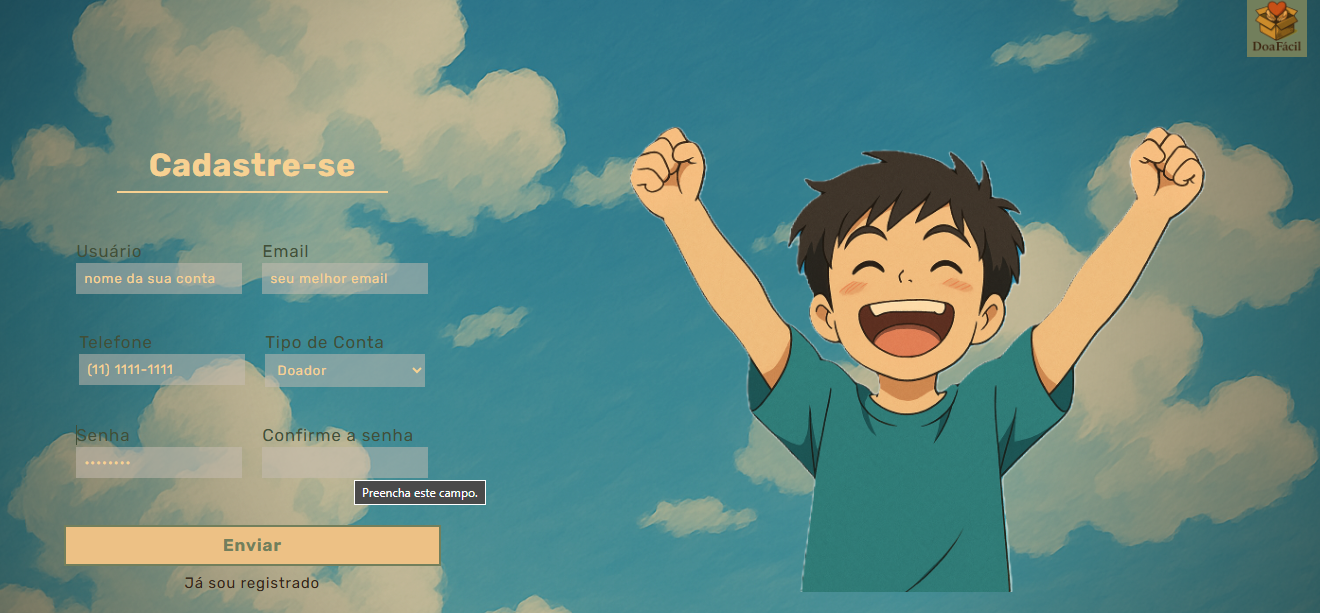 DoaFácil
Cadastre-se
Usuário
Email
nome da sua conta
seu melhor email
Telefone
Tipo de Conta
(11) 1111-1111
Doador
Senha
Confirme a senha
••••••••
Preencha este campo.
Enviar
Já sou registrado